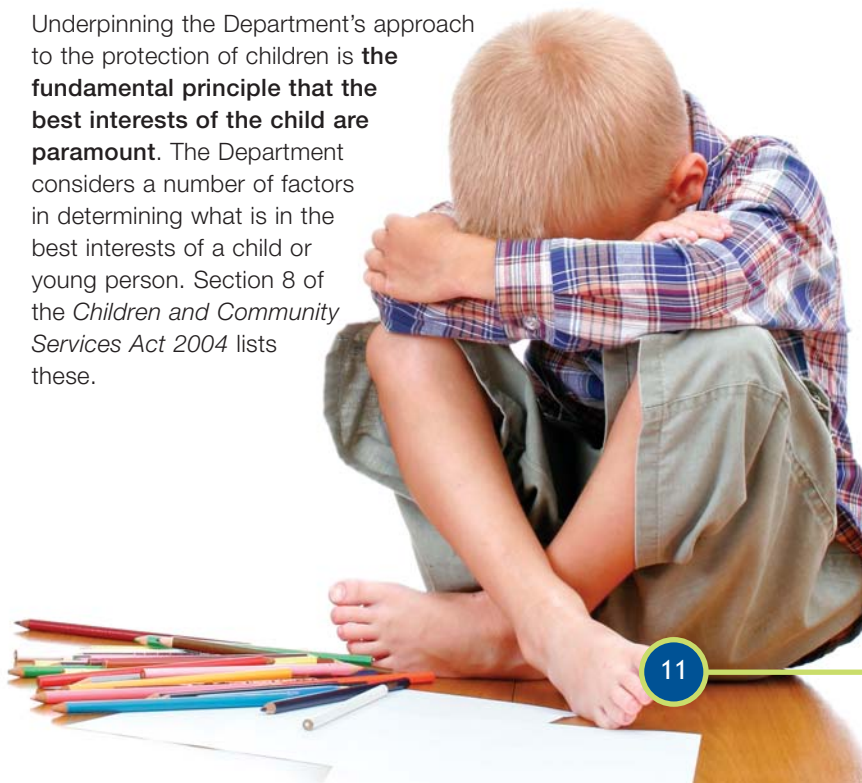 Underpinning the Department’s approach
to the protection of children is the
fundamental principle that the
best interests of the child are
paramount. The Department
considers a number of factors
in determining what is in the
best interests of a child or
young person. Section 8 of
the Children and Community
Services Act 2004 lists
these.
11